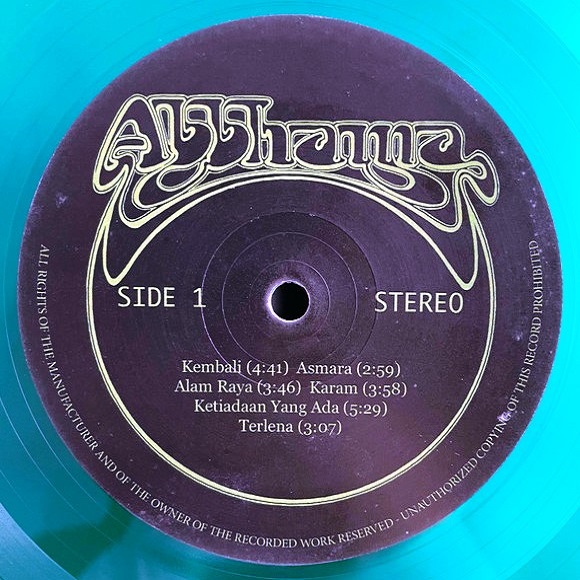 SIDE 1
STEREO
Kembali (4:41) Asmara (2:59)
Alam Raya (3:46) Karam (3:58)
Ketiadaan Yang Ada (5:29)
Terlena (3:07)
ALL RIGHTS OF THE MANUFACTURER AND OF THE OWNER OF THE RECORDED WORK RESERVED - UNAUTHORIZED COPYING OF THIS RECORD PROHIBITED